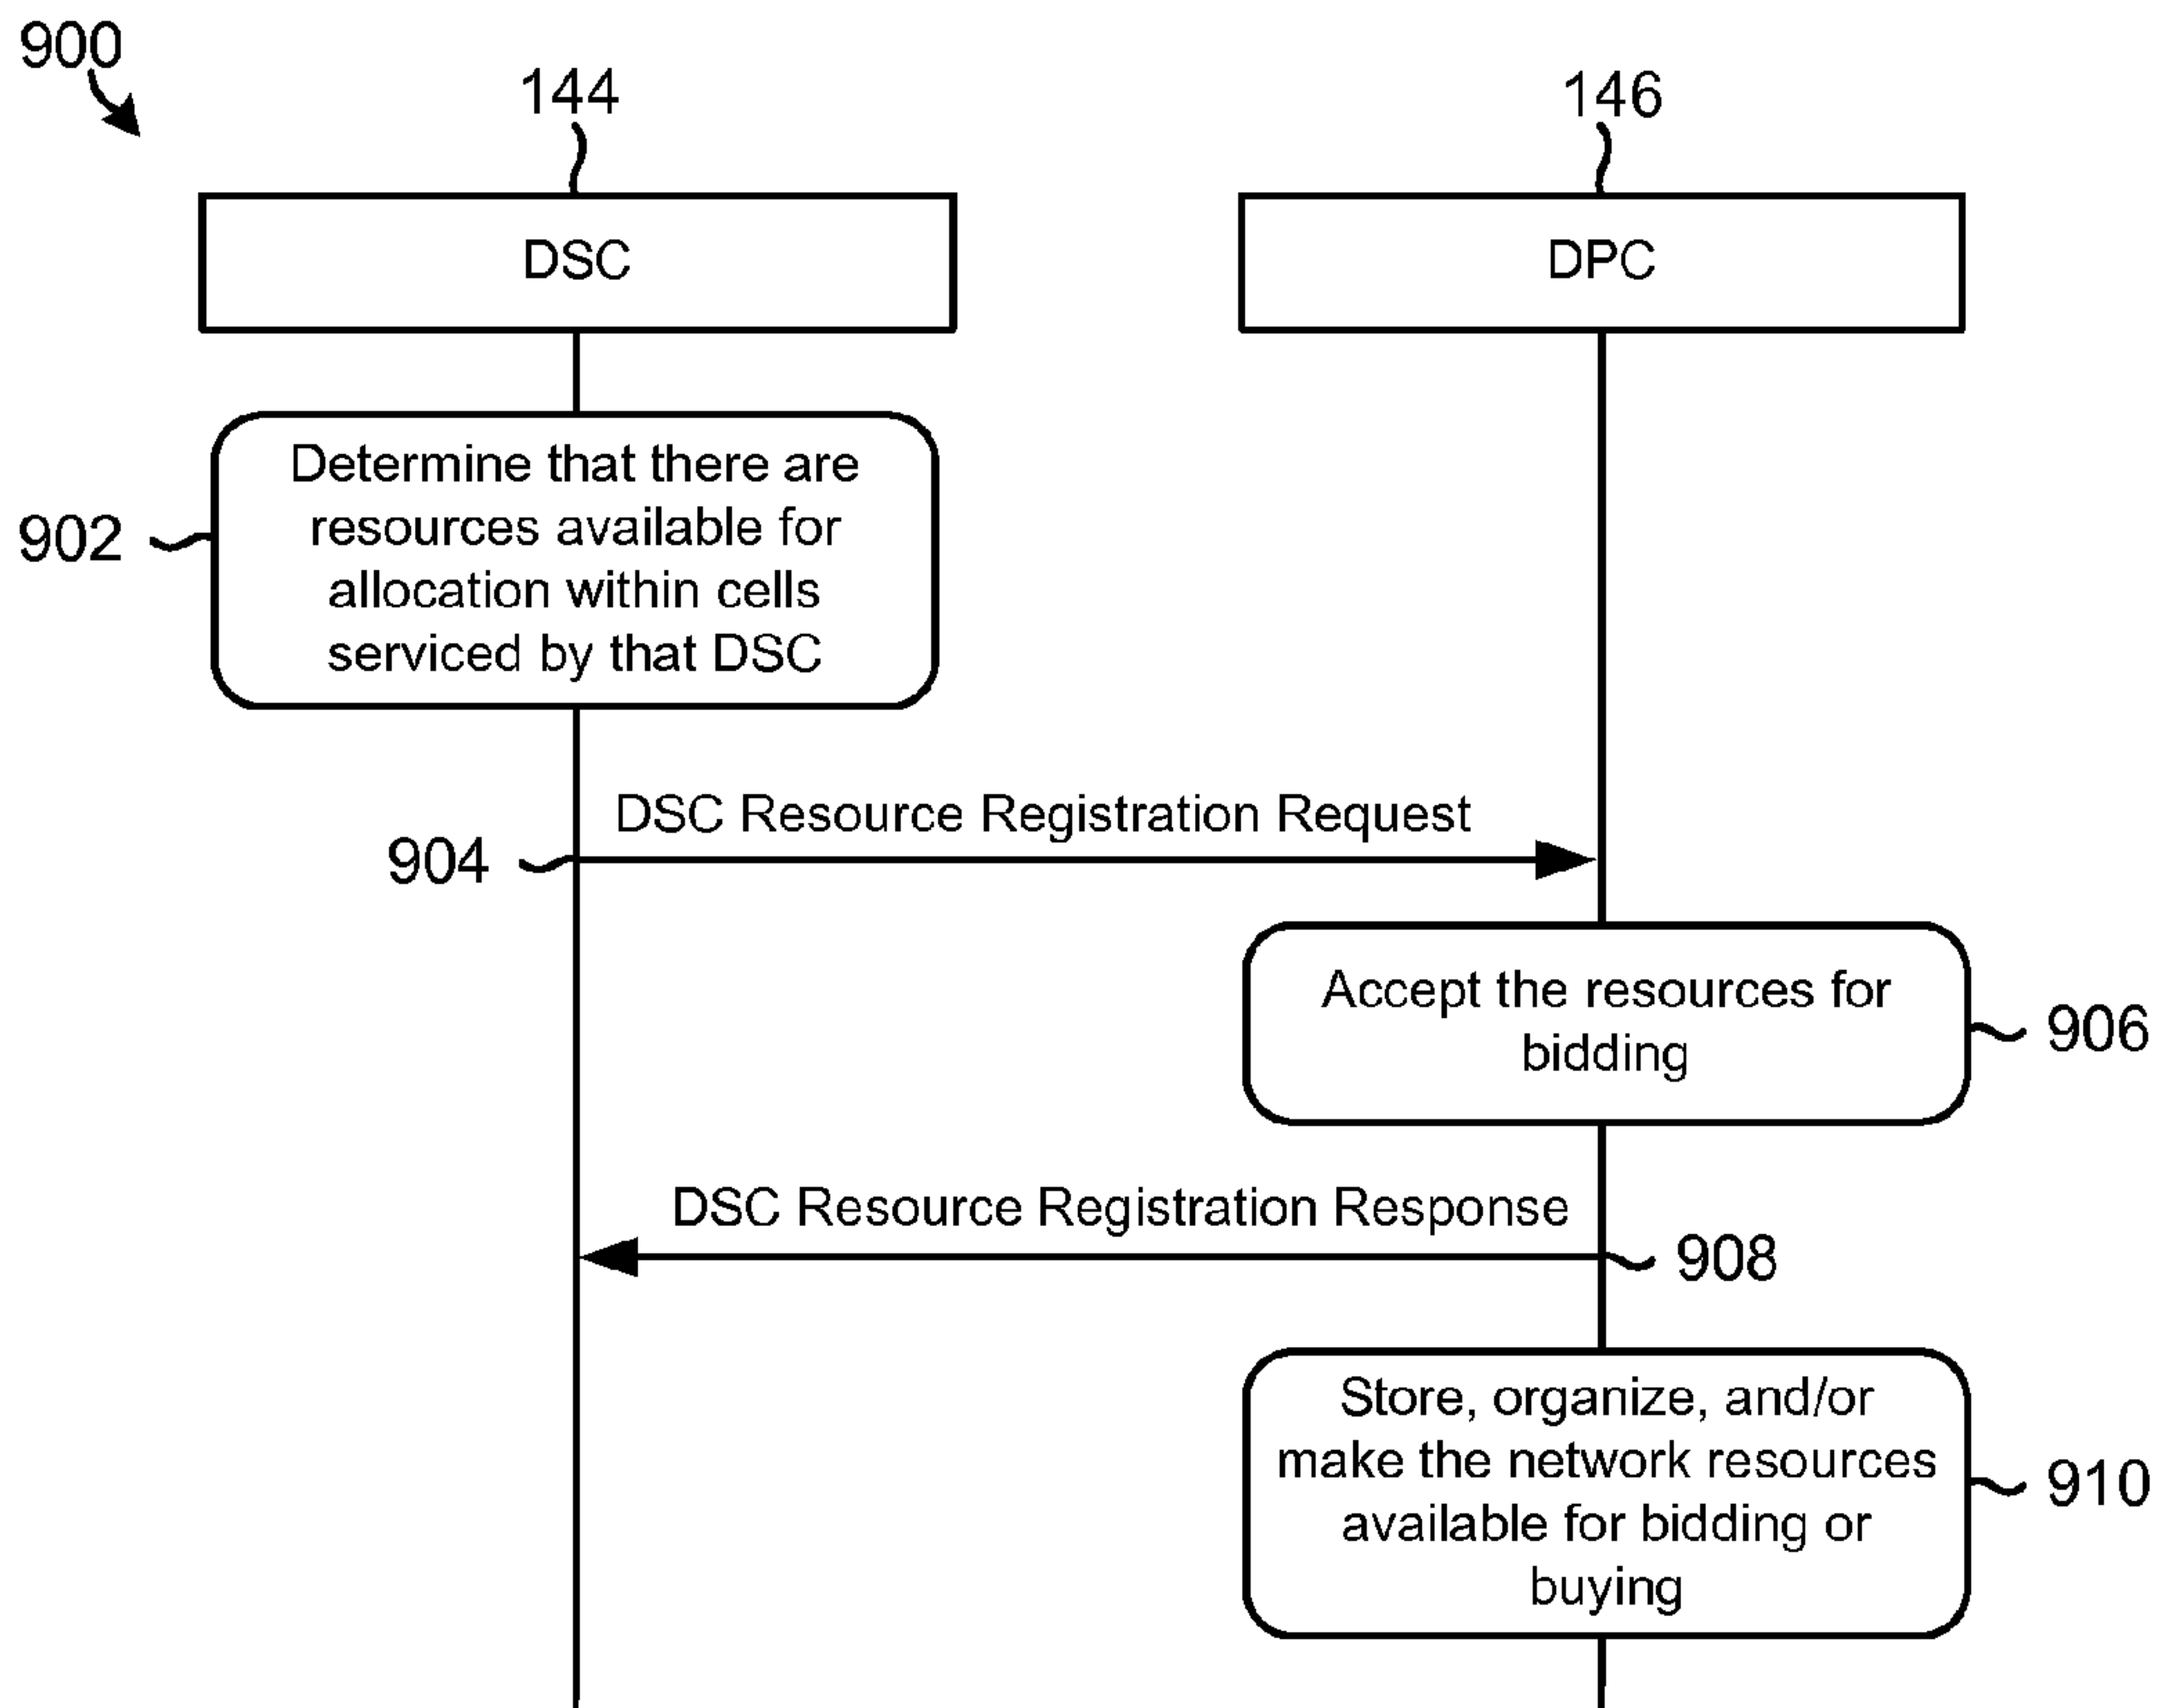 900
144
146
DSC
DPC
Determine that there are
resources available for
allocation within cells
serviced by that DSC
902
DSC Resource Registration Request
904
Accept the resources for
bidding
906
DSC Resource Registration Response
908
Store, organize, and/or
make the network resources
available for bidding or
buying
910